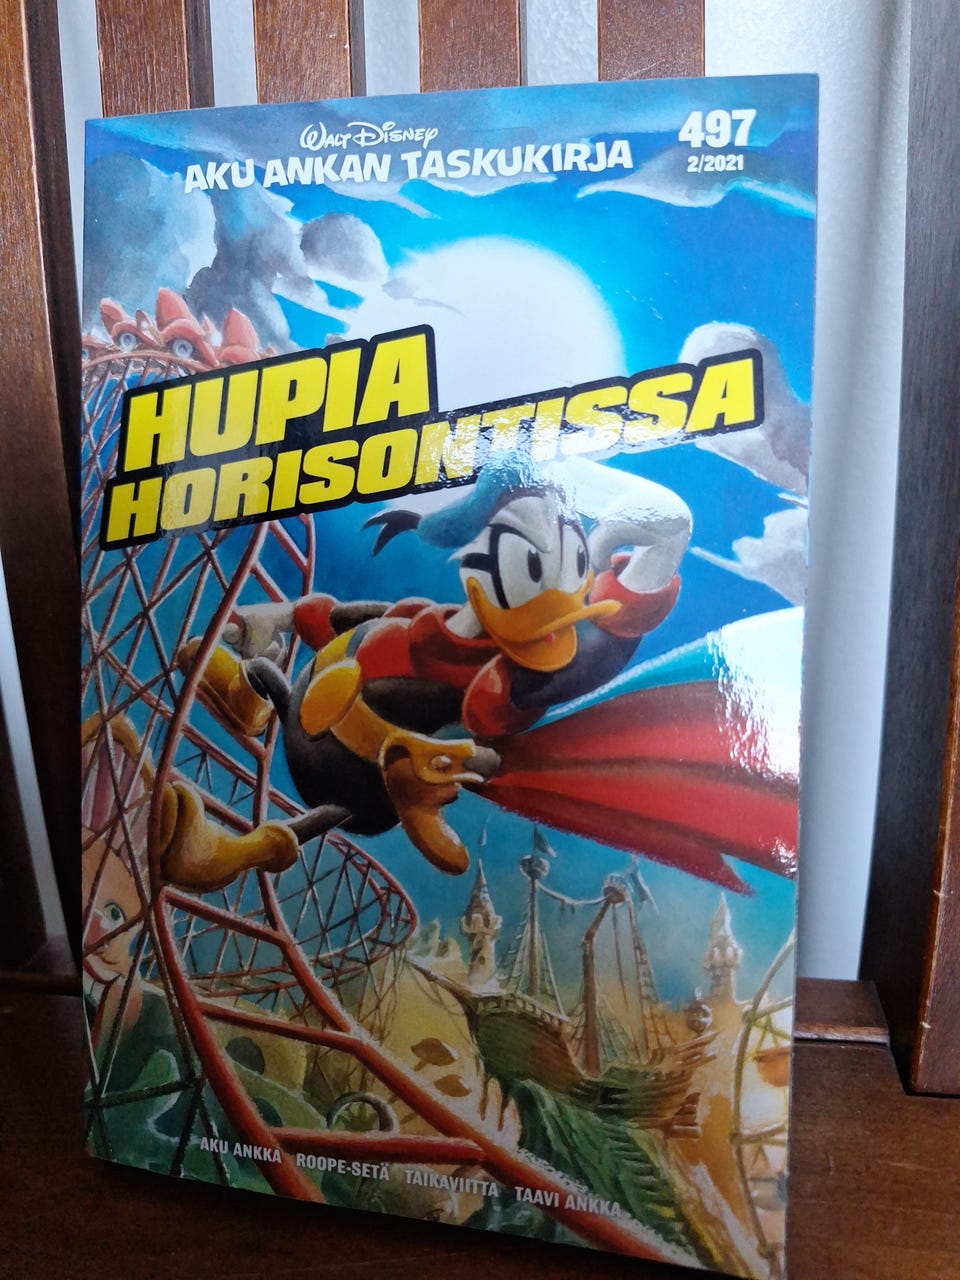 WALT DISNEY
AKU ANKAN TASKUKIRJA
497
2/2021
HUPIA
HORISONTISSA
AKU ANKKA ROOPE-SETÄ TAIKAVIITTA TAAVI ANKKA